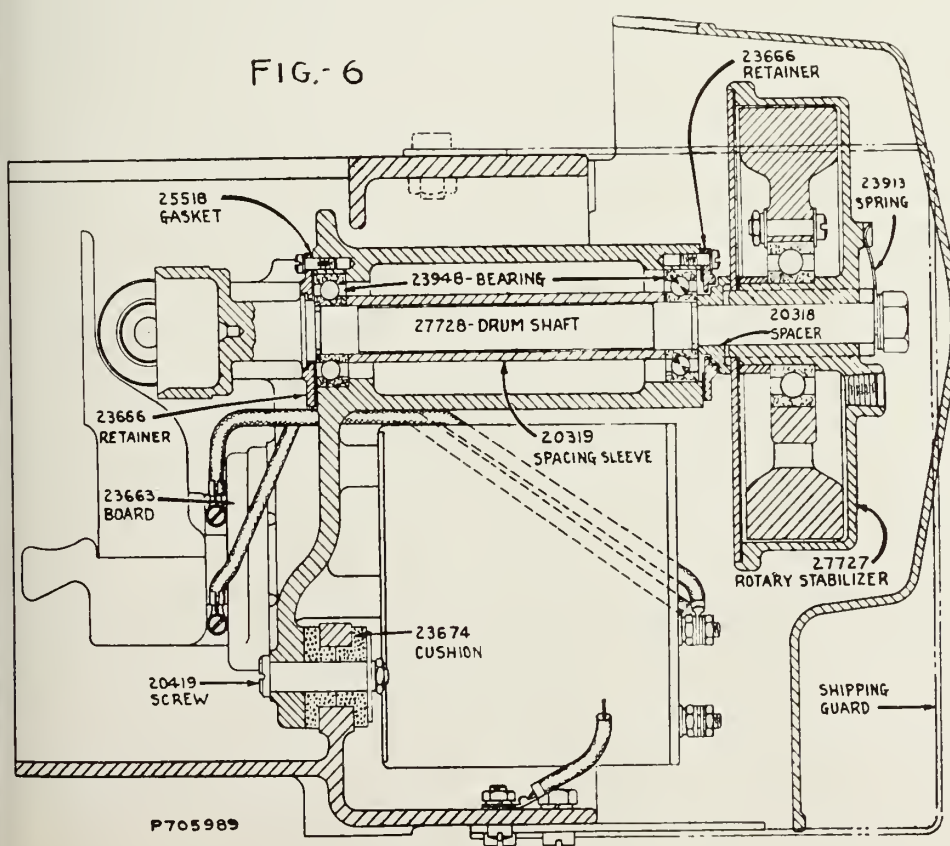 FIG.-6
23666
RETAINER
25518
GASKET
23913
SPRING
23948-BEARING
27728-DRUM SHAFT
20318
SPACER
23666
RETAINER
20319
SPACING SLEEVE
23663
BOARD
27727
ROTARY STABILIZER
23674
CUSHION
20419
SCREW
SHIPPING
GUARD
P705989